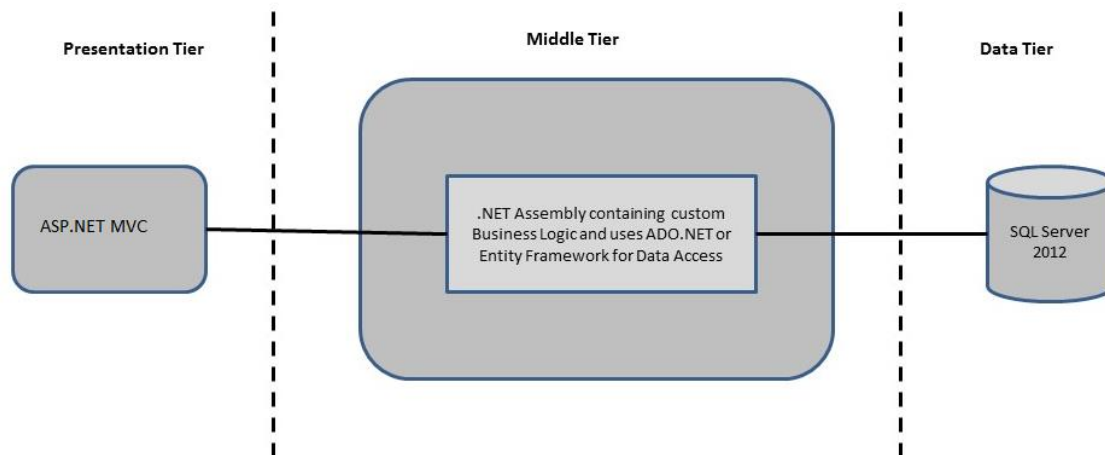 Presentation Tier
Middle Tier
Data Tier
ASP.NET MVC
.NET Assembly containing custom
Business Logic and uses ADO.NET or
Entity Framework for Data Access
SQL Server
2012